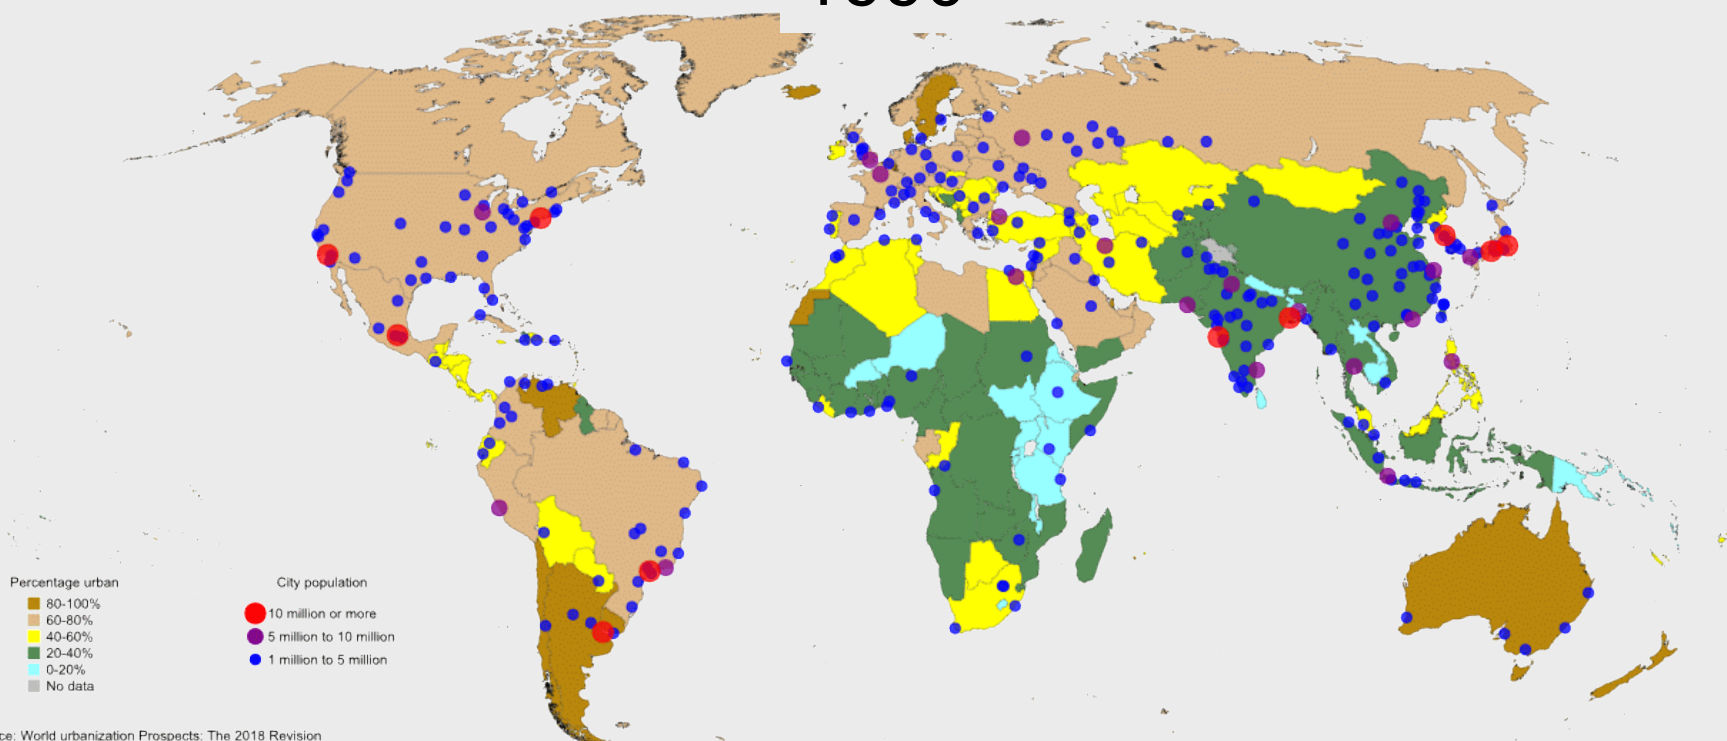 Percentage urban
80-100%
60-80%
40-60%
20-40%
0-20%
No data
City population
10 million or more
5 million to 10 million
1 million to 5 million
ce: World urbanization Prospects: The 2018 Revision